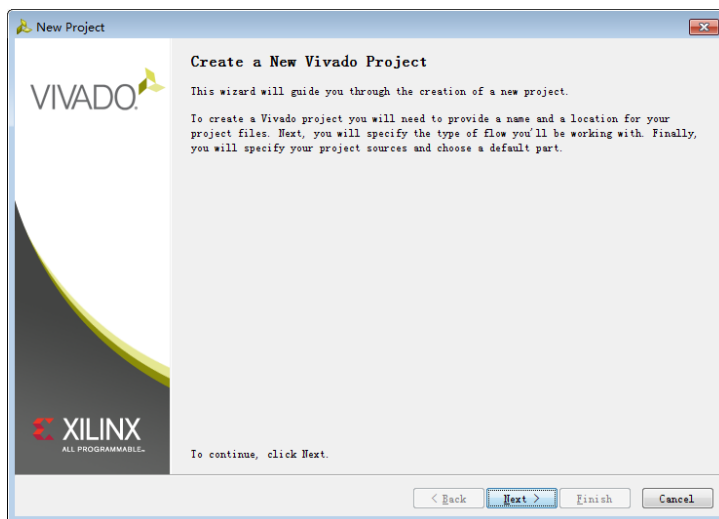 New Project
VIVADO
Create a New Vivado Project
This wizard will guide you through the creation of a new project.
To create a Vivado project you will need to provide a name and a location for your
project files. Next, you will specify the type of flow you'll be working with. Finally,
you will specify your project sources and choose a default part.
XILINX
ALL PROGRAMMABLE™
To continue, click Next.
< Back
Next >
Finish
Cancel